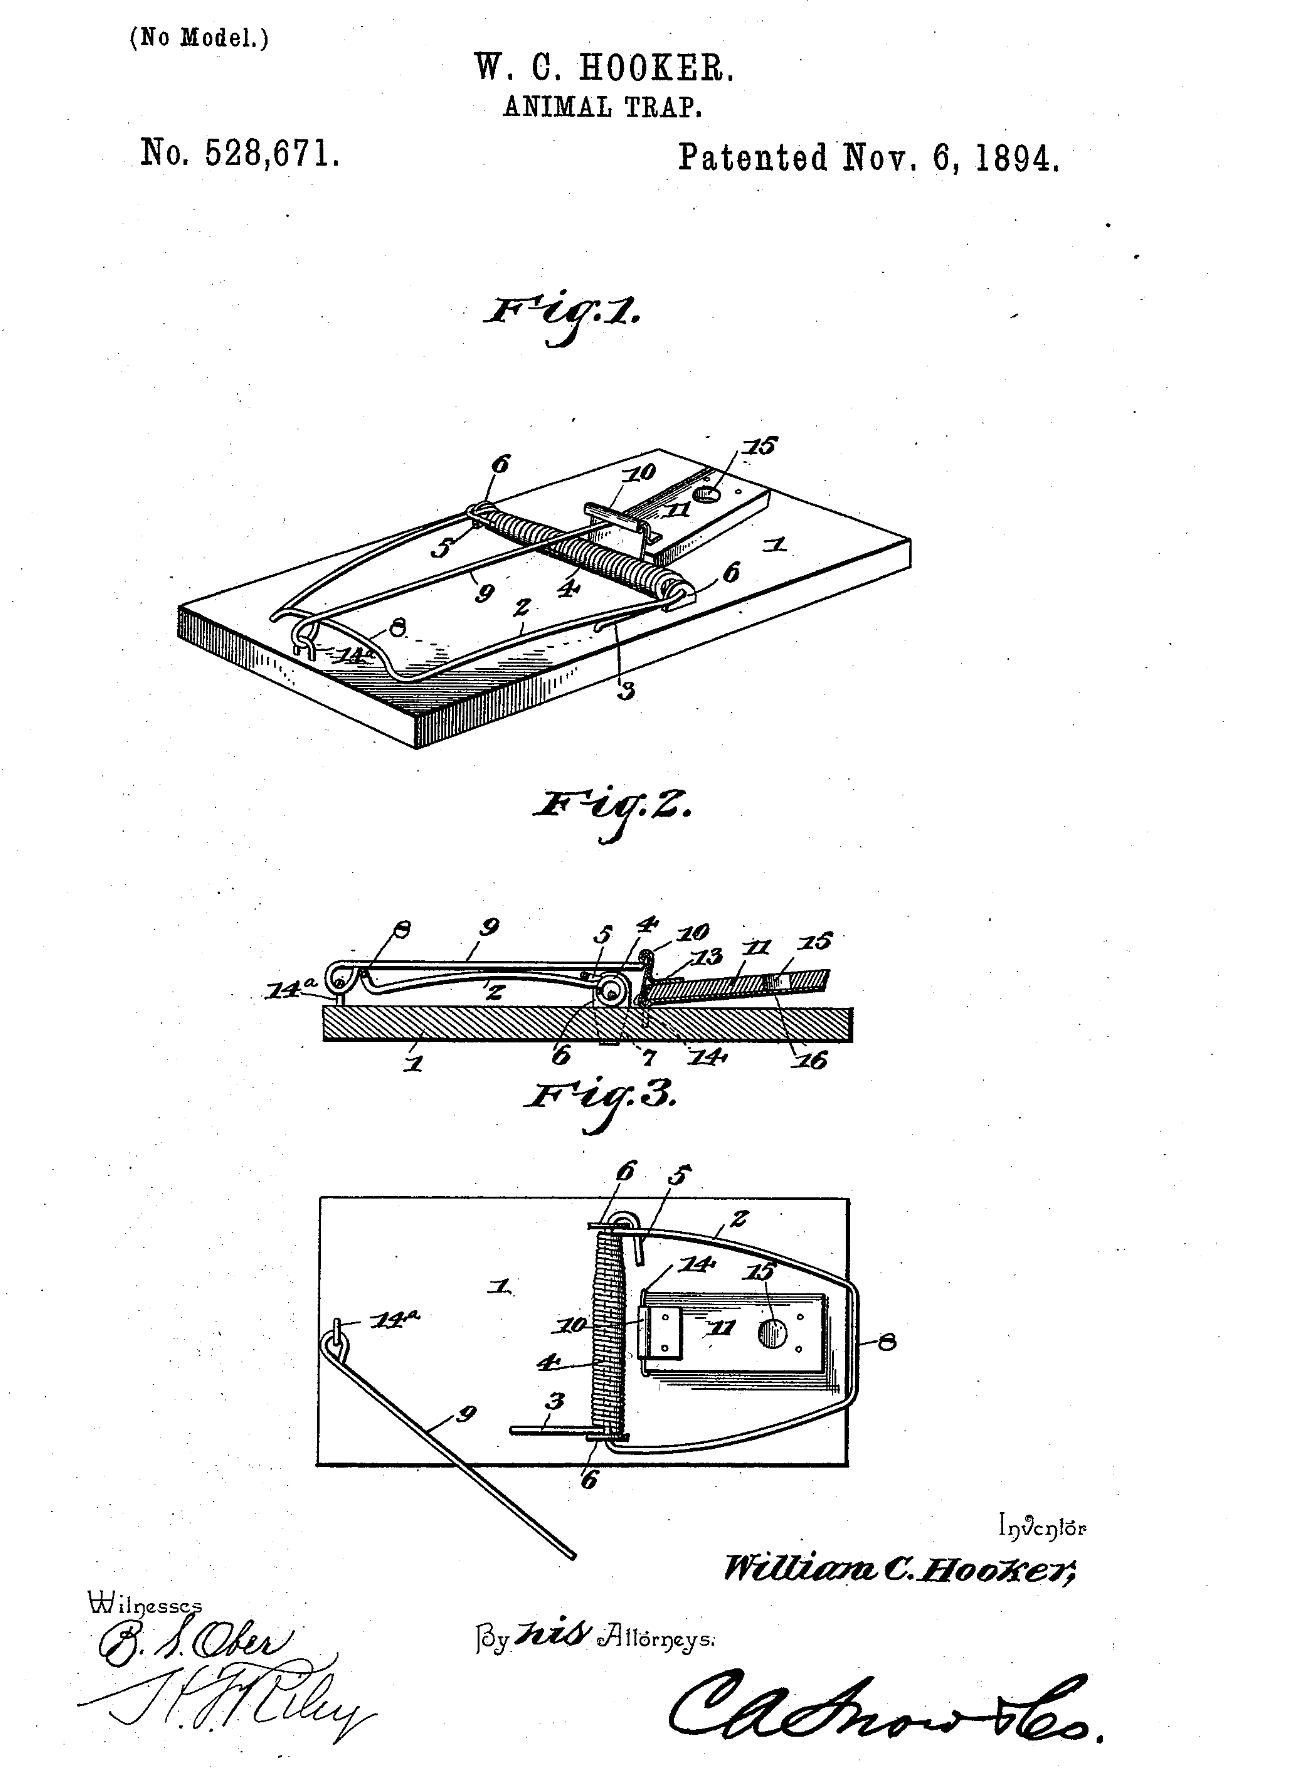 (No Model.)
W. C. HOOKER.
ANIMAL TRAP.
No. 528,671.
Patented Nov. 6, 1894.
Fig.1.
15
6
10
11
5
1
6
4
9
2
8
14ᵃ
3
Fig.2.
8
9
5
4
10
13
11
15
14ᵃ
2
1
6
7
14
16
Fig.3.
6
5
2
14
15
1
14ᵃ
10
11
8
4
3
9
6
Inventor
William C. Hooker,
Witnesses
B. S. Ober
H. F. Riley
By his Attorneys.
C A Snow & Co.